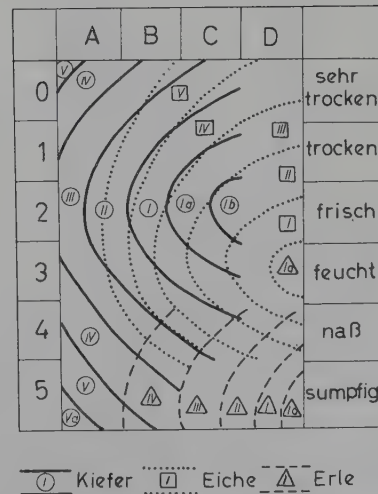 A B C D
0 V IV V sehr trocken
1 IV III trocken
II
2 III II I Ia Ib I frisch
3 Ia feucht
4 IV naß
5 V IV III II I Ia sumpfig
Va
I Kiefer I Eiche I Erle